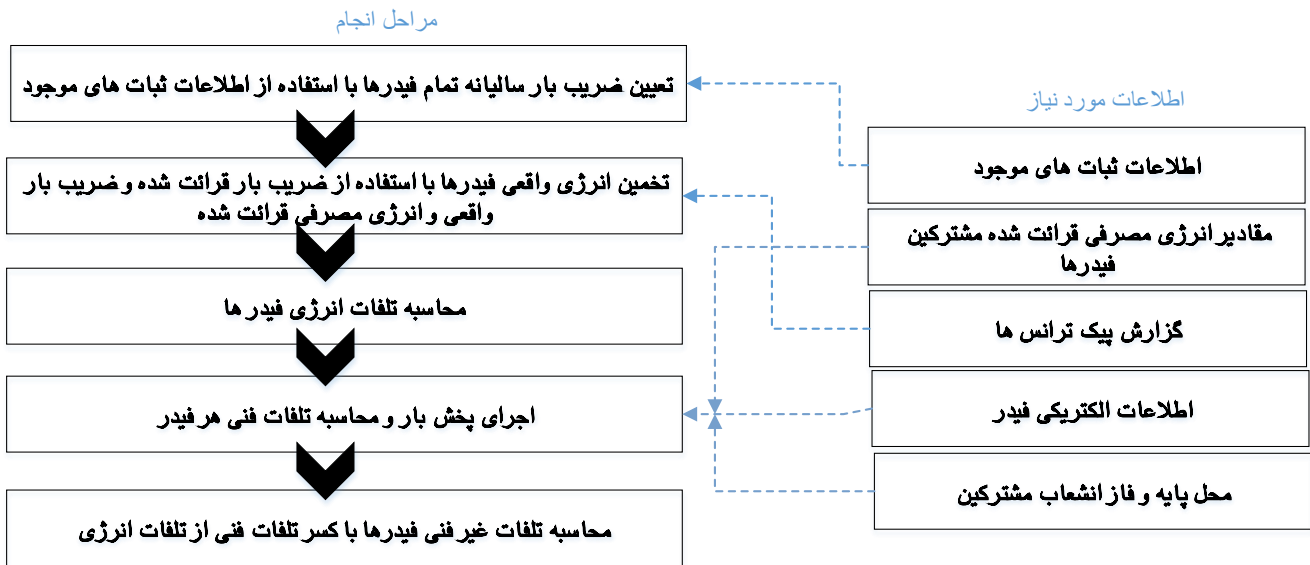 مراحل انجام
تعیین ضریب بار سالیانه تمام فیدرها با استفاده از اطلاعات ثبات های موجود
تخمین انرژی واقعی فیدرها با استفاده از ضریب بار قرائت شده و ضریب بار
واقعی و انرژی مصرفی قرائت شده
محاسبه تلفات انرژی فیدر ها
اجرای پخش بار و محاسبه تلفات فنی هر فیدر
محاسبه تلفات غیر فنی فیدرها با کسر تلفات فنی از تلفات انرژی
اطلاعات مورد نیاز
اطلاعات ثبات های موجود
مقادیر انرژی مصرفی قرائت شده مشترکین
فیدرها
گزارش پیک ترانس ها
اطلاعات الکتریکی فیدر
محل پایه و فاز انشعاب مشترکین